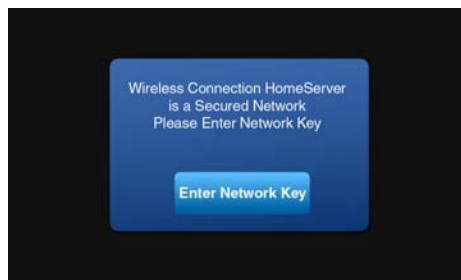 Wireless Connection HomeServer
is a Secured Network
Please Enter Network Key
Enter Network Key